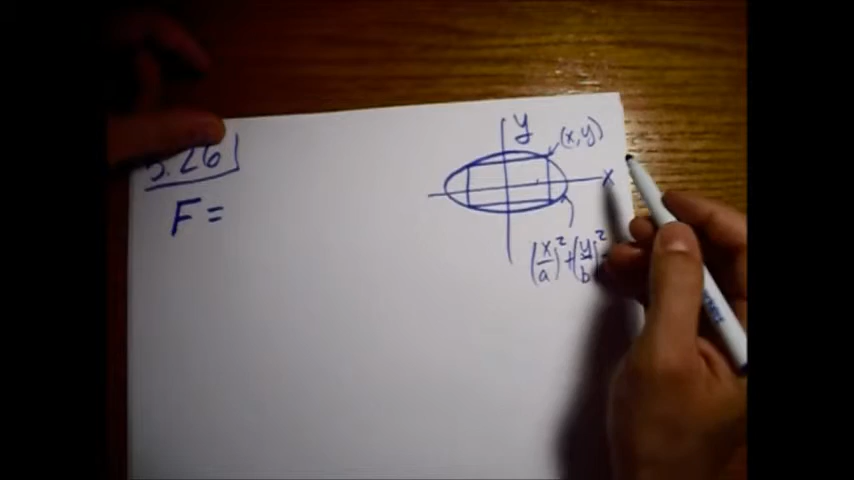 5.26
F =
y
(x,y)
x
(x/a)² + (y/b)²